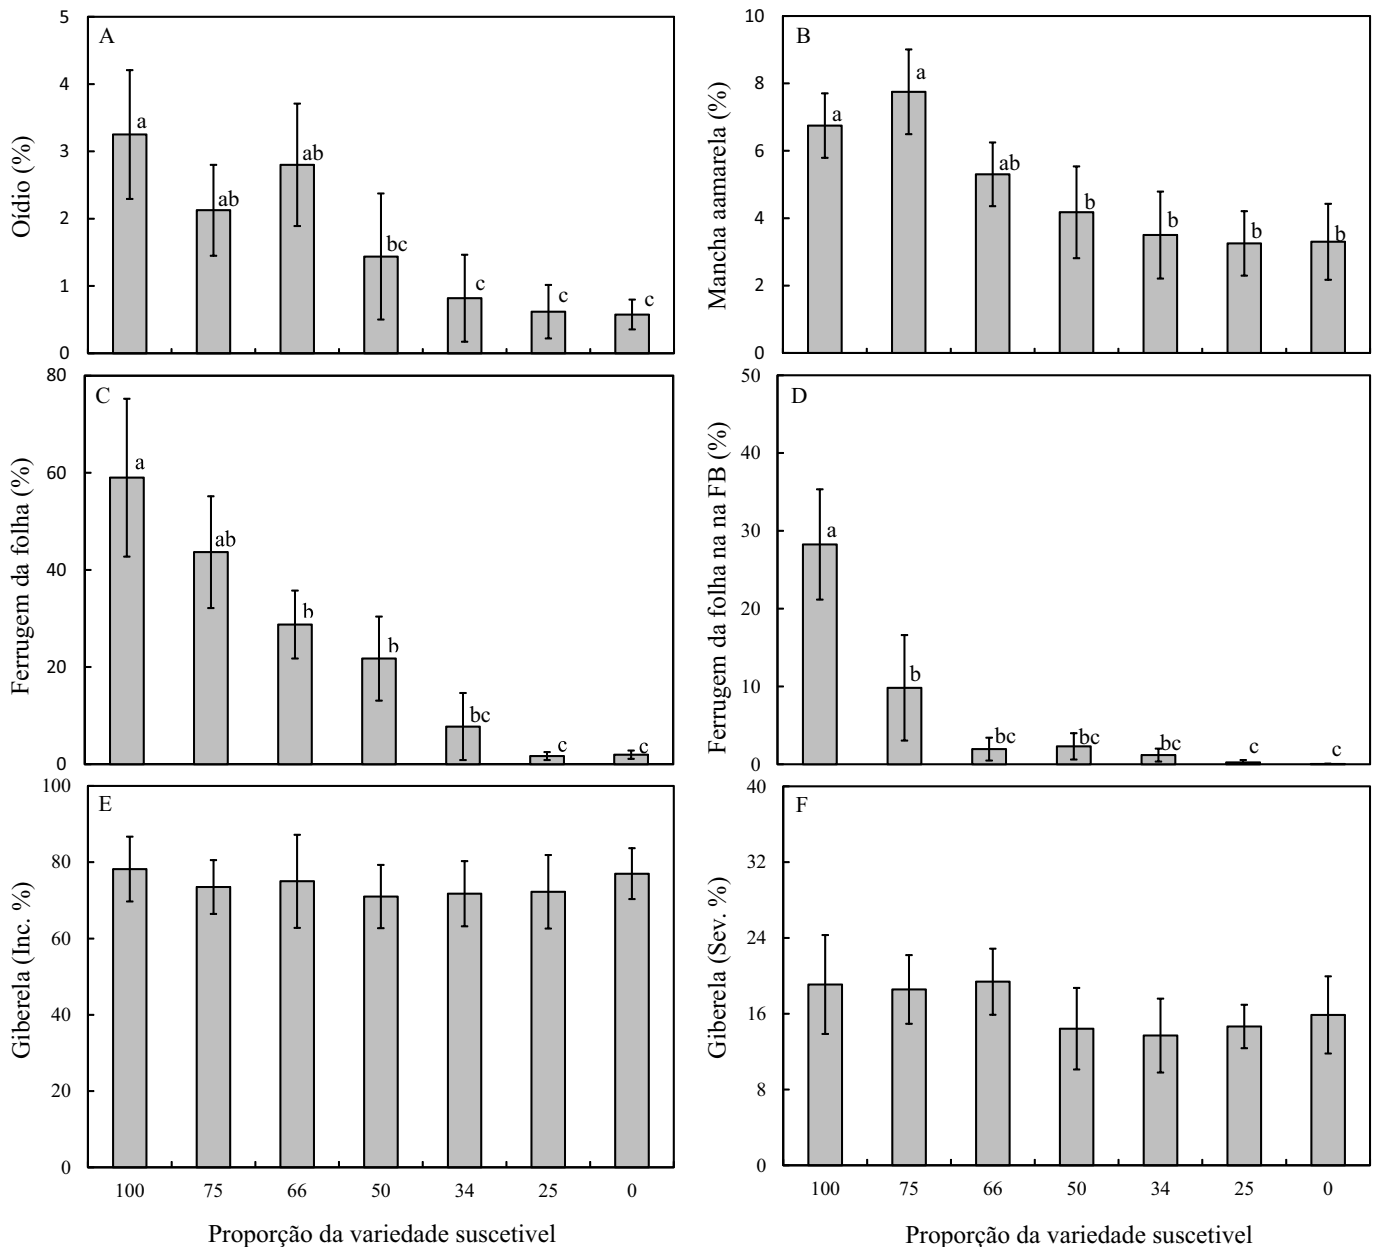 A
Oídio (%)
5
4
3
2
1
0
a
ab
ab
bc
c
c
c
B
Mancha aamarela (%)
10
8
6
4
2
0
a
a
ab
b
b
b
b
C
Ferrugem da folha (%)
80
60
40
20
0
a
ab
b
b
bc
c
c
D
Ferrugem da folha na na FB (%)
50
40
30
20
10
0
a
b
bc
bc
bc
c
c
E
Giberela (Inc. %)
100
80
60
40
20
0
100 75 66 50 34 25 0
Proporção da variedade suscetivel
F
Giberela (Sev. %)
40
32
24
16
8
0
100 75 66 50 34 25 0
Proporção da variedade suscetivel